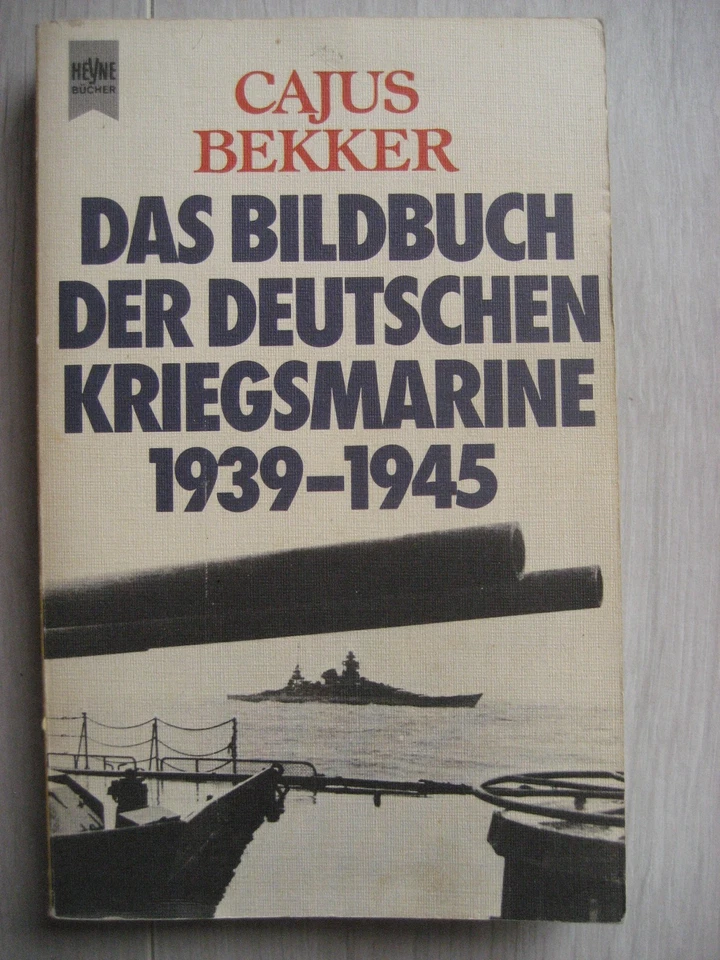 HEYNE
BÜCHER
CAJUS
BEKKER
DAS BILDBUCH
DER DEUTSCHEN
KRIEGSMARINE
1939–1945